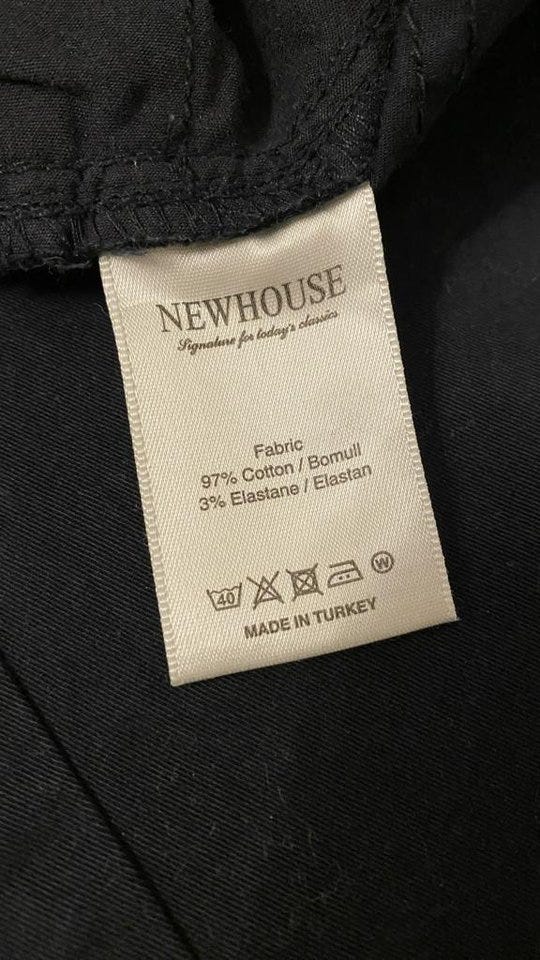 NEWHOUSE
Signature for today's classics
Fabric
97% Cotton / Bomull
3% Elastane / Elastan
40 W
MADE IN TURKEY